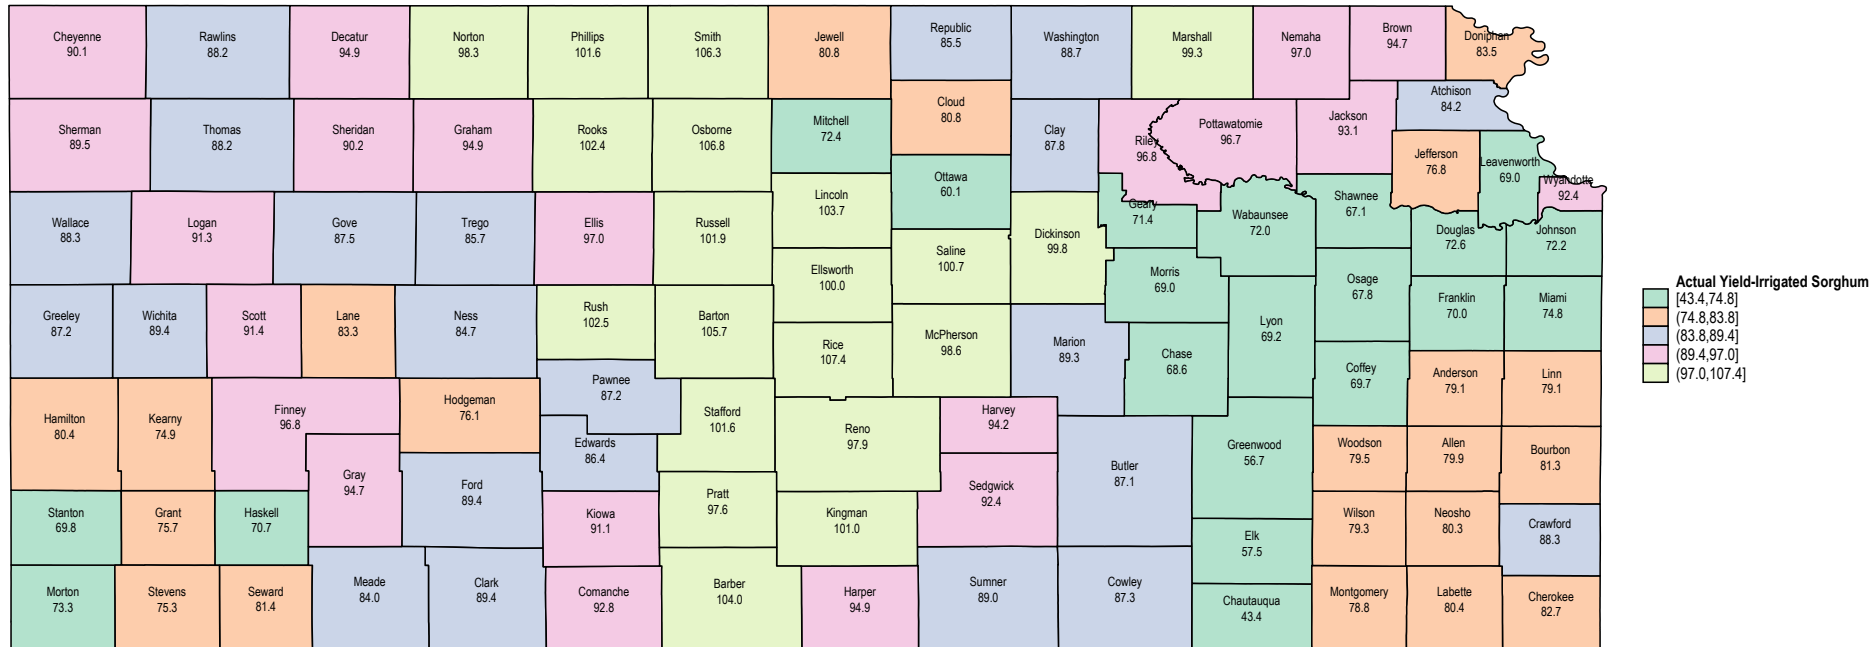 Cheyenne
90.1
Rawlins
88.2
Decatur
94.9
Norton
98.3
Phillips
101.6
Smith
106.3
Jewell
80.8
Republic
85.5
Washington
88.7
Marshall
99.3
Nemaha
97.0
Brown
94.7
Doniphan
83.5
Atchison
84.2
Sherman
89.5
Thomas
88.2
Sheridan
90.2
Graham
94.9
Rooks
102.4
Osborne
106.8
Mitchell
72.4
Cloud
80.8
Clay
87.8
Riley
96.8
Pottawatomie
96.7
Jackson
93.1
Jefferson
76.8
Leavenworth
69.0
Wyandotte
92.4
Ottawa
60.1
Lincoln
103.7
Wallace
88.3
Logan
91.3
Gove
87.5
Trego
85.7
Ellis
97.0
Russell
101.9
Saline
100.7
Dickinson
99.8
Geary
71.4
Wabaunsee
72.0
Shawnee
67.1
Douglas
72.6
Johnson
72.2
Ellsworth
100.0
Morris
69.0
Osage
67.8
Franklin
70.0
Miami
74.8
Greeley
87.2
Wichita
89.4
Scott
91.4
Lane
83.3
Ness
84.7
Rush
102.5
Barton
105.7
Rice
107.4
McPherson
98.6
Marion
89.3
Chase
68.6
Lyon
69.2
Coffey
69.7
Anderson
79.1
Linn
79.1
Hamilton
80.4
Kearny
74.9
Finney
96.8
Hodgeman
76.1
Pawnee
87.2
Stafford
101.6
Reno
97.9
Harvey
94.2
Edwards
86.4
Gray
94.7
Ford
89.4
Sedgwick
92.4
Butler
87.1
Greenwood
56.7
Woodson
79.5
Allen
79.9
Bourbon
81.3
Stanton
69.8
Grant
75.7
Haskell
70.7
Kiowa
91.1
Pratt
97.6
Kingman
101.0
Elk
57.5
Wilson
79.3
Neosho
80.3
Crawford
88.3
Morton
73.3
Stevens
75.3
Seward
81.4
Meade
84.0
Clark
89.4
Comanche
92.8
Barber
104.0
Harper
94.9
Sumner
89.0
Cowley
87.3
Chautauqua
43.4
Montgomery
78.8
Labette
80.4
Cherokee
82.7
Actual Yield-Irrigated Sorghum
[43.4,74.8]
(74.8,83.8]
(83.8,89.4]
(89.4,97.0]
(97.0,107.4]